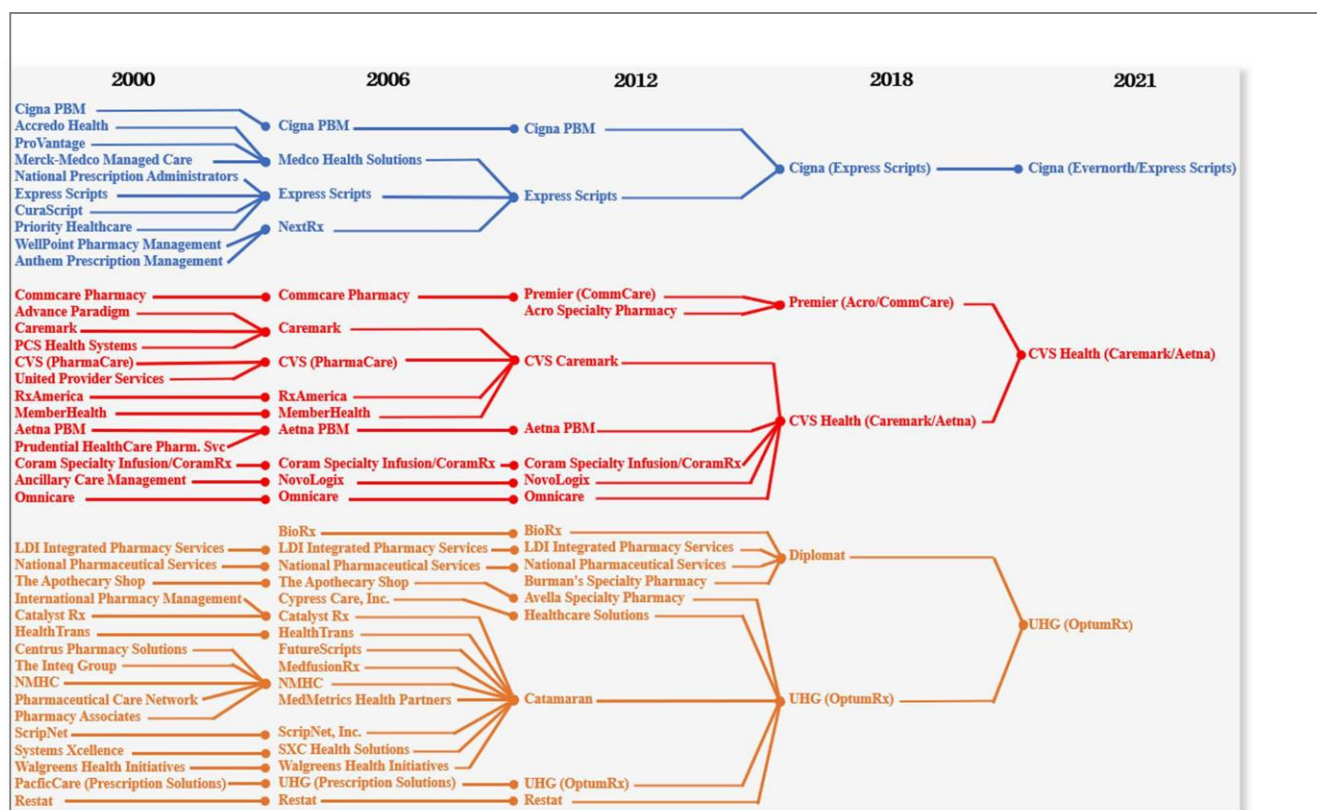 2000 2006 2012 2018 2021
Cigna PBM
Accredo Health
ProVantage
Merck-Medco Managed Care
National Prescription Administrators
Express Scripts
CuraScript
Priority Healthcare
WellPoint Pharmacy Management
Anthem Prescription Management
Cigna PBM
Medco Health Solutions
Express Scripts
NextRx
Cigna PBM
Express Scripts
Cigna (Express Scripts)
Cigna (Evernorth/Express Scripts)
Commcare Pharmacy
Advance Paradigm
Caremark
PCS Health Systems
CVS (PharmaCare)
United Provider Services
RxAmerica
MemberHealth
Aetna PBM
Prudential HealthCare Pharm. Svc
Coram Specialty Infusion/CoramRx
Ancillary Care Management
Omnicare
Commcare Pharmacy
Caremark
CVS (PharmaCare)
RxAmerica
MemberHealth
Aetna PBM
Coram Specialty Infusion/CoramRx
NovoLogix
Omnicare
Premier (CommCare)
Acro Specialty Pharmacy
CVS Caremark
Aetna PBM
Coram Specialty Infusion/CoramRx
NovoLogix
Omnicare
Premier (Acro/CommCare)
CVS Health (Caremark/Aetna)
CVS Health (Caremark/Aetna)
LDI Integrated Pharmacy Services
National Pharmaceutical Services
The Apothecary Shop
International Pharmacy Management
Catalyst Rx
HealthTrans
Centrus Pharmacy Solutions
The Inteq Group
NMHC
Pharmaceutical Care Network
Pharmacy Associates
ScripNet
Systems Xcellence
Walgreens Health Initiatives
PacficCare (Prescription Solutions)
Restat
BioRx
LDI Integrated Pharmacy Services
National Pharmaceutical Services
The Apothecary Shop
Cypress Care, Inc.
Catalyst Rx
HealthTrans
FutureScripts
MedfusionRx
NMHC
MedMetrics Health Partners
ScripNet, Inc.
SXC Health Solutions
Walgreens Health Initiatives
UHG (Prescription Solutions)
Restat
BioRx
LDI Integrated Pharmacy Services
National Pharmaceutical Services
Burman's Specialty Pharmacy
Avella Specialty Pharmacy
Healthcare Solutions
Catamaran
UHG (OptumRx)
Restat
Diplomat
UHG (OptumRx)
UHG (OptumRx)